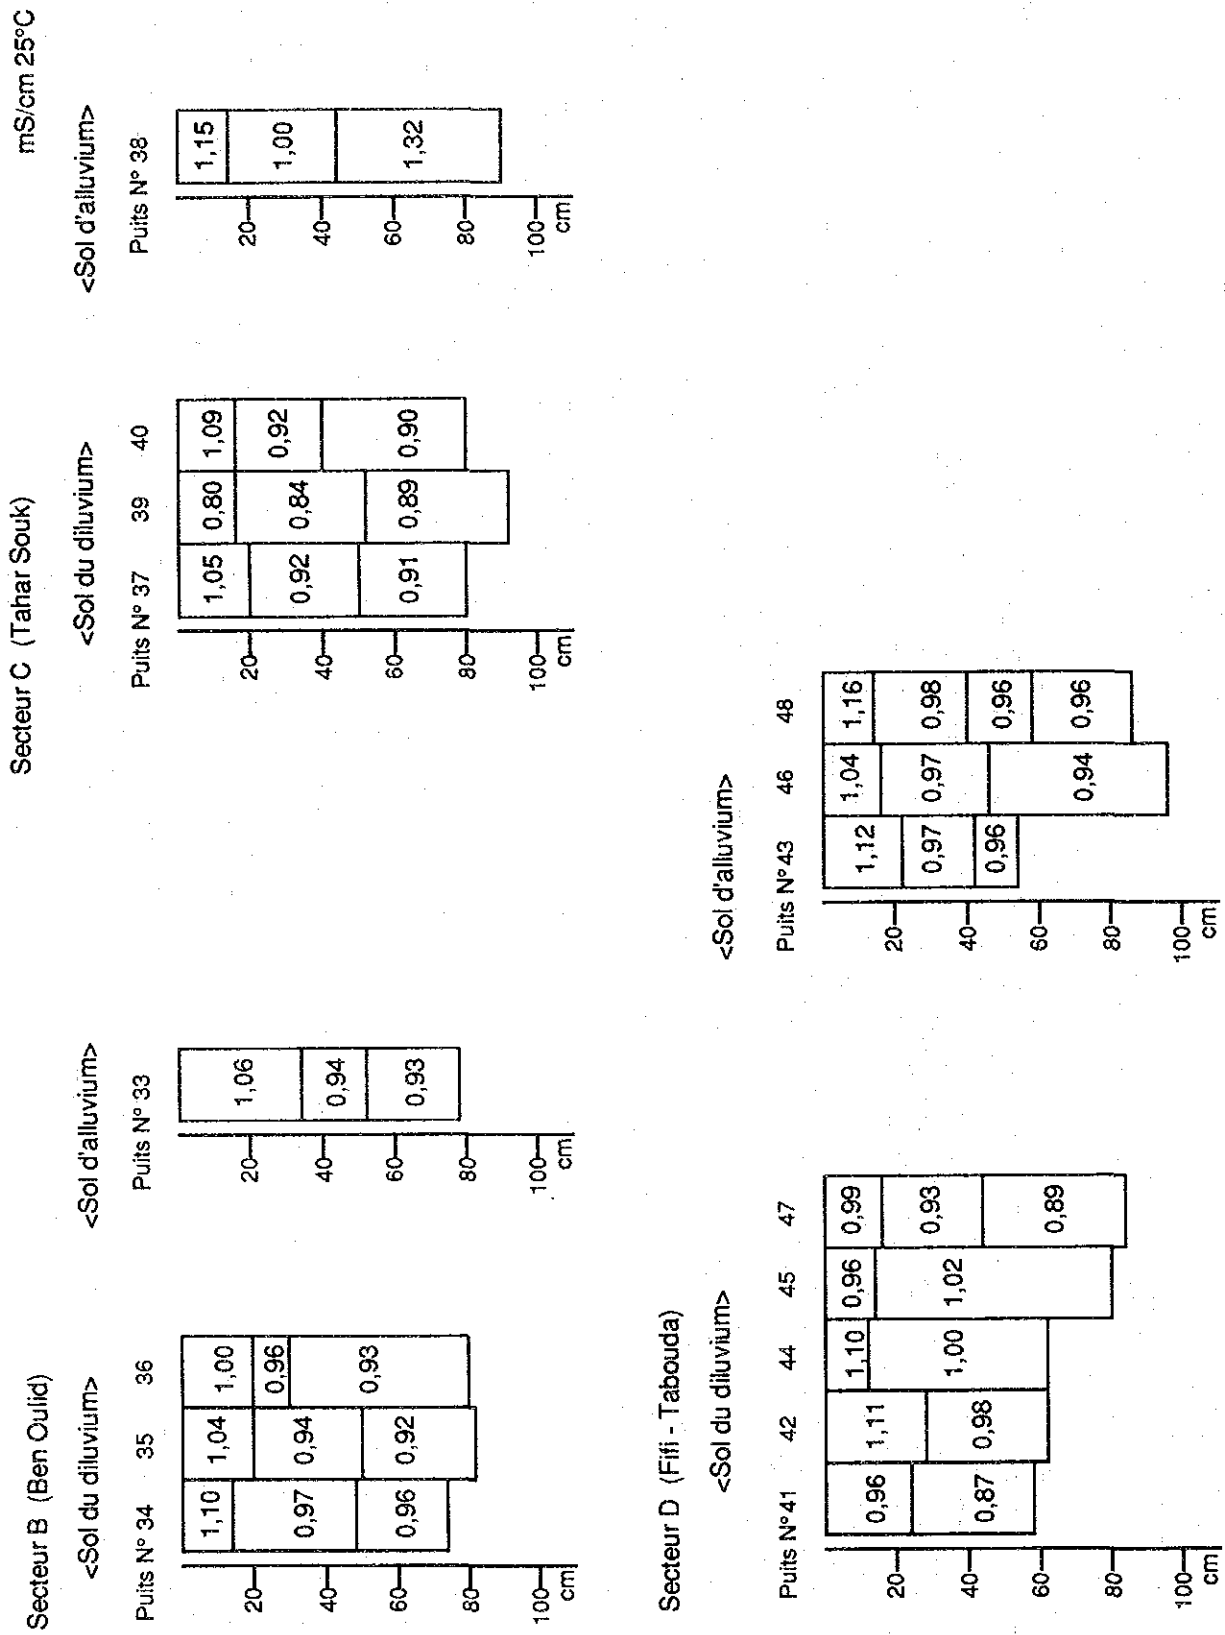 mS/cm 25°C
Secteur B (Ben Oulid)
<Sol du diluvium>
Puits N° 34 35 36
1,10 1,04 1,00
0,97 0,94 0,96
0,96 0,92 0,93
20
40
60
80
100
cm
<Sol d'alluvium>
Puits N° 33
1,06
0,94
0,93
20
40
60
80
100
cm
Secteur C (Tahar Souk)
<Sol du diluvium>
Puits N° 37 39 40
1,05 0,80 1,09
0,92 0,84 0,92
0,91 0,89 0,90
20
40
60
80
100
cm
<Sol d'alluvium>
Puits N° 38
1,15
1,00
1,32
20
40
60
80
100
cm
Secteur D (Fifi - Tabouda)
<Sol du diluvium>
Puits N° 41 42 44 45 47
0,96 1,11 1,10 0,96 0,99
0,87 0,98 1,00 1,02 0,93
0,89
20
40
60
80
100
cm
<Sol d'alluvium>
Puits N° 43 46 48
1,12 1,04 1,16
0,97 0,97 0,98
0,96 0,94 0,96
0,96
20
40
60
80
100
cm